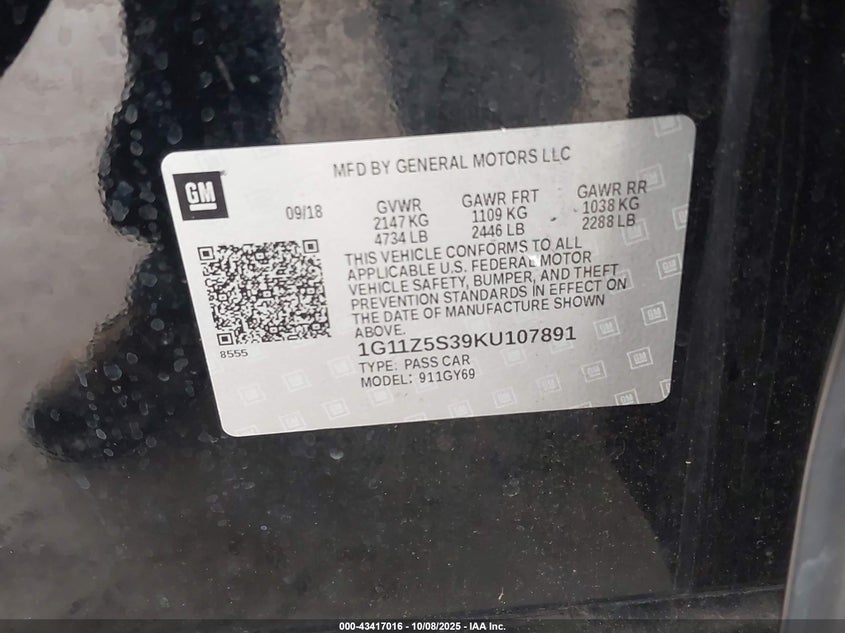 MFD BY GENERAL MOTORS LLC
GM
09/18
GVWR
2147 KG
4734 LB
GAWR FRT
1109 KG
2446 LB
GAWR RR
1038 KG
2288 LB
THIS VEHICLE CONFORMS TO ALL
APPLICABLE U.S. FEDERAL MOTOR
VEHICLE SAFETY, BUMPER, AND THEFT
PREVENTION STANDARDS IN EFFECT ON
THE DATE OF MANUFACTURE SHOWN
ABOVE.
8555
1G11Z5S39KU107891
TYPE: PASS CAR
MODEL: 911GY69
000-43417016 - 10/08/2025 - IAA Inc.